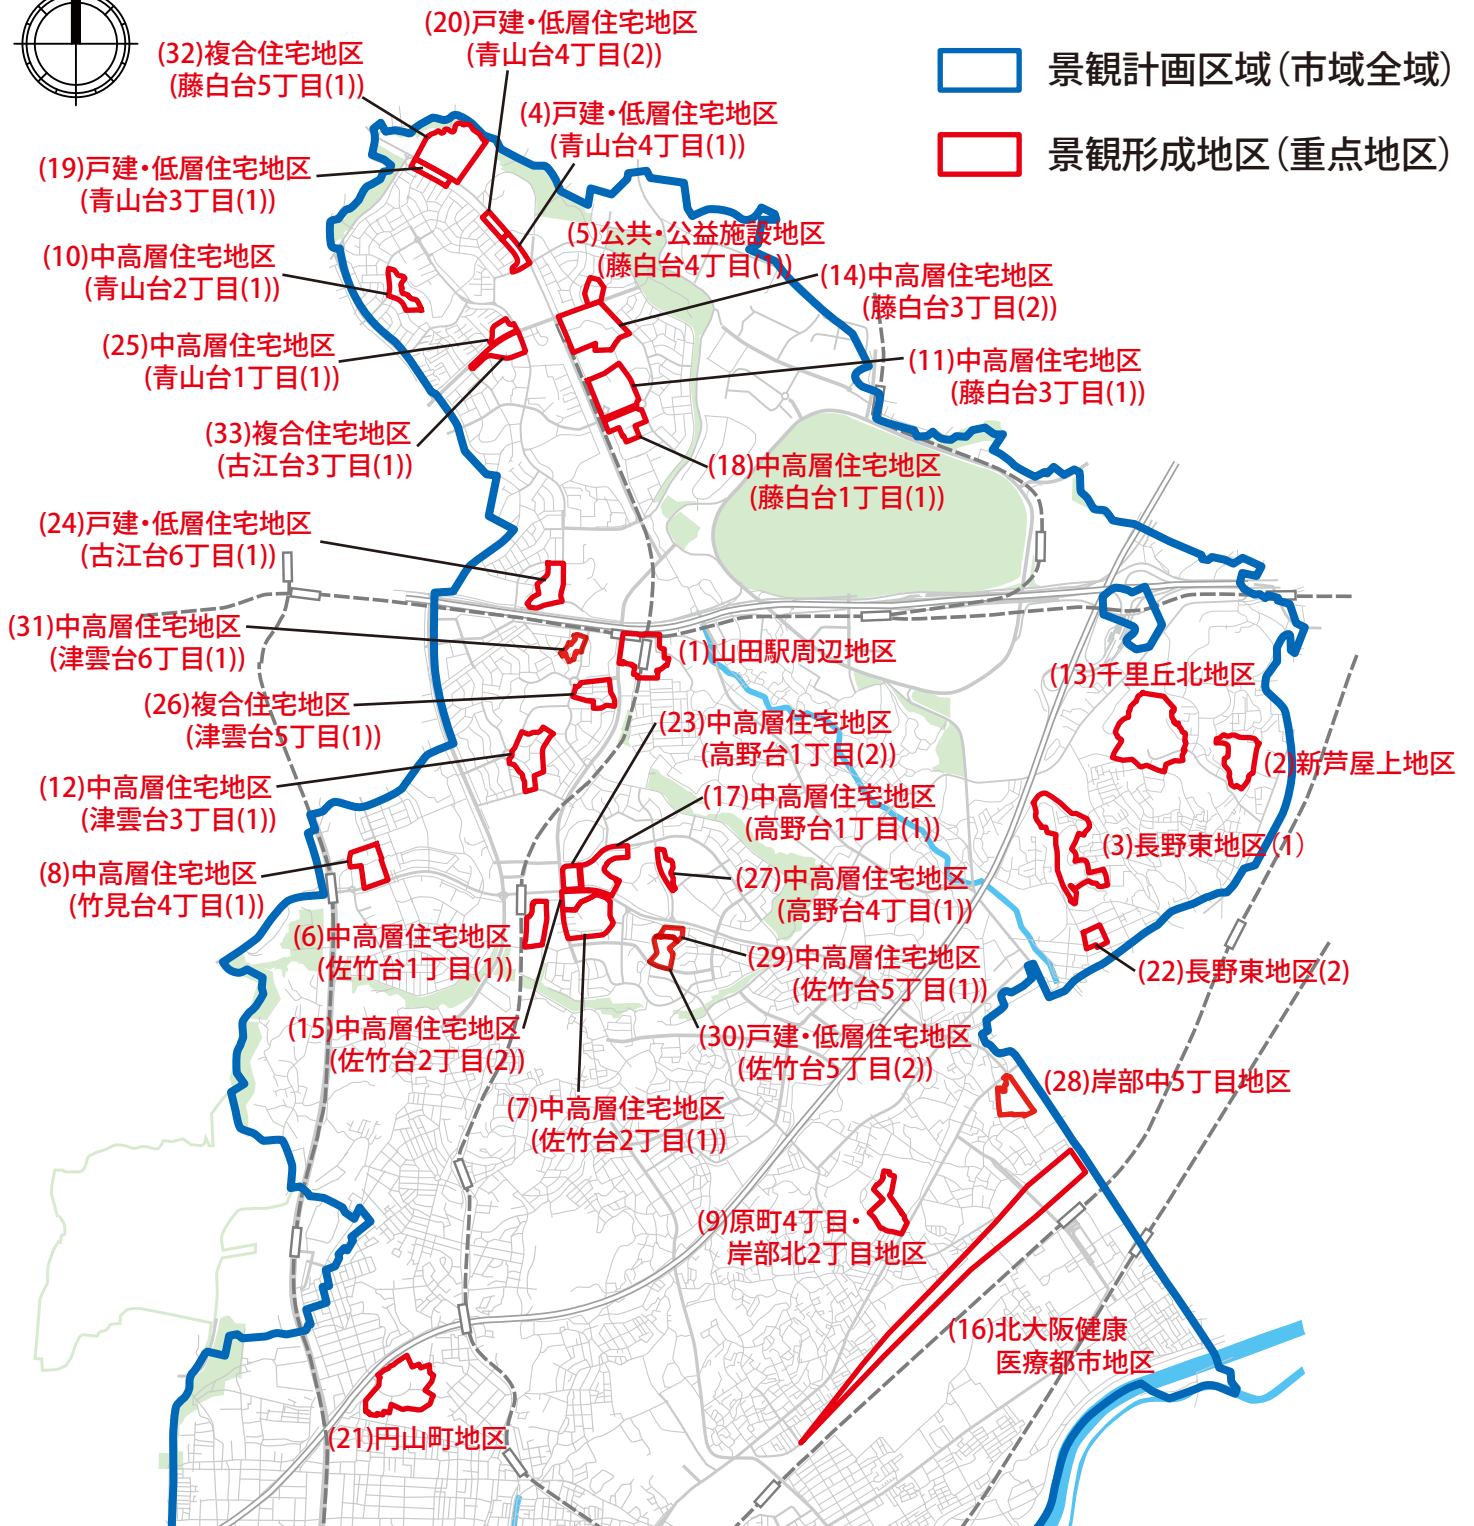 景観計画区域（市域全域）
景観形成地区（重点地区）
(20)戸建・低層住宅地区
(青山台4丁目(2))
(32)複合住宅地区
(藤白台5丁目(1))
(4)戸建・低層住宅地区
(青山台4丁目(1))
(19)戸建・低層住宅地区
(青山台3丁目(1))
(5)公共・公益施設地区
(藤白台4丁目(1))
(10)中高層住宅地区
(青山台2丁目(1))
(14)中高層住宅地区
(藤白台3丁目(2))
(25)中高層住宅地区
(青山台1丁目(1))
(11)中高層住宅地区
(藤白台3丁目(1))
(33)複合住宅地区
(古江台3丁目(1))
(18)中高層住宅地区
(藤白台1丁目(1))
(24)戸建・低層住宅地区
(古江台6丁目(1))
(31)中高層住宅地区
(津雲台6丁目(1))
(1)山田駅周辺地区
(13)千里丘北地区
(26)複合住宅地区
(津雲台5丁目(1))
(23)中高層住宅地区
(高野台1丁目(2))
(2)新芦屋上地区
(12)中高層住宅地区
(津雲台3丁目(1))
(17)中高層住宅地区
(高野台1丁目(1))
(3)長野東地区(1)
(8)中高層住宅地区
(竹見台4丁目(1))
(27)中高層住宅地区
(高野台4丁目(1))
(6)中高層住宅地区
(佐竹台1丁目(1))
(29)中高層住宅地区
(佐竹台5丁目(1))
(22)長野東地区(2)
(15)中高層住宅地区
(佐竹台2丁目(2))
(30)戸建・低層住宅地区
(佐竹台5丁目(2))
(28)岸部中5丁目地区
(7)中高層住宅地区
(佐竹台2丁目(1))
(9)原町4丁目・
岸部北2丁目地区
(16)北大阪健康
医療都市地区
(21)円山町地区